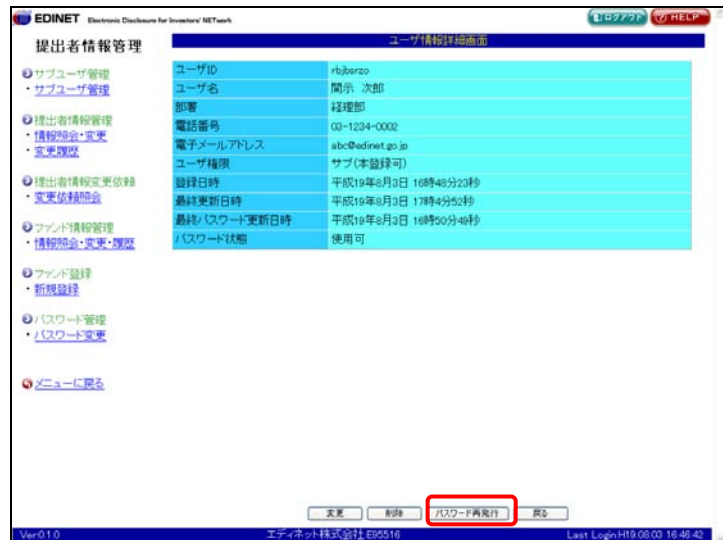 EDINET Electronic Disclosure for Investors' NETwork
ログアウト HELP
提出者情報管理
ユーザ情報詳細画面
サブユーザ管理
・サブユーザ管理
提出者情報管理
・情報照会・変更
・変更履歴
提出者情報変更依頼
・変更依頼照会
ファンド情報管理
・情報照会・変更・履歴
ファンド登録
・新規登録
パスワード管理
・パスワード変更
メニューに戻る
ユーザID rbjbsrzo
ユーザ名 開示 次郎
部署 経理部
電話番号 03-1234-0002
電子メールアドレス abc@edinet.go.jp
ユーザ権限 サブ(本登録可)
登録日時 平成19年8月3日 16時48分23秒
最終更新日時 平成19年8月3日 17時4分52秒
最終パスワード更新日時 平成19年8月3日 16時50分49秒
パスワード状態 使用可
変更 削除 パスワード再発行 戻る
Ver0.1.0 エディネット株式会社 E95516 Last Login:H19.08.03 16:46:42